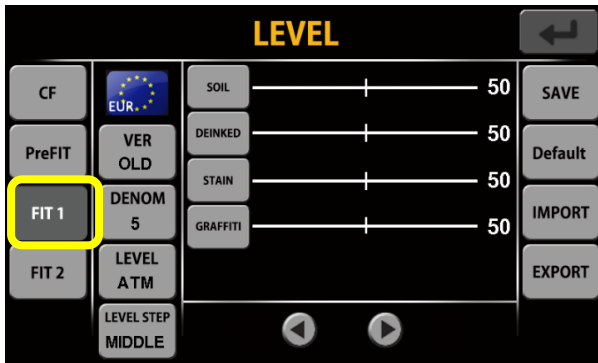 LEVEL
CF
PreFIT
FIT 1
FIT 2
EUR
VER
OLD
DENOM
5
LEVEL
ATM
LEVEL STEP
MIDDLE
SOIL 50
DEINKED 50
STAIN 50
GRAFFITI 50
SAVE
Default
IMPORT
EXPORT